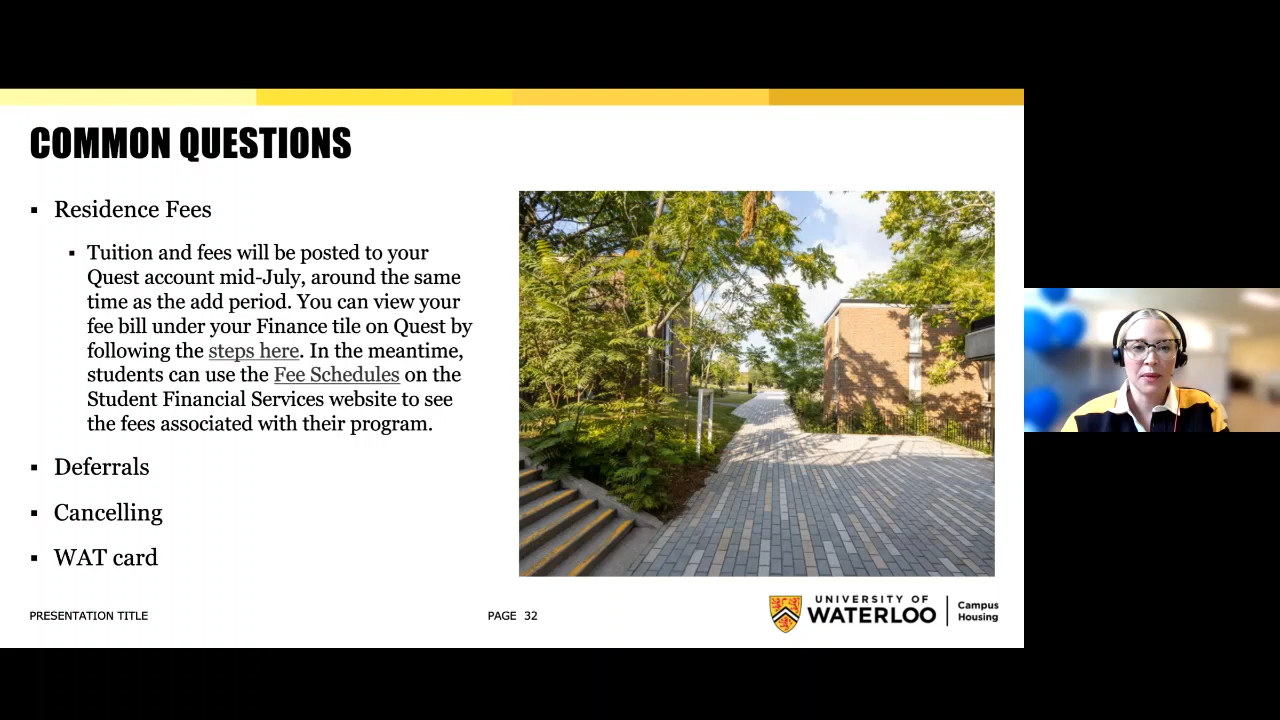 COMMON QUESTIONS
▪ Residence Fees
▪ Tuition and fees will be posted to your
Quest account mid-July, around the same
time as the add period. You can view your
fee bill under your Finance tile on Quest by
following the steps here. In the meantime,
students can use the Fee Schedules on the
Student Financial Services website to see
the fees associated with their program.
▪ Deferrals
▪ Cancelling
▪ WAT card
PRESENTATION TITLE
PAGE 32
UNIVERSITY OF
WATERLOO
Campus
Housing